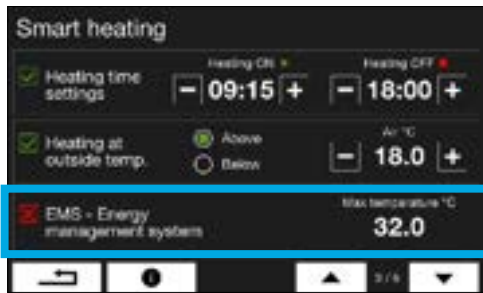 Smart heating
Heating ON
Heating OFF
Heating time
settings
− 09:15 +
− 18:00 +
Heating at
outside temp.
Above
Below
Air °C
− 18.0 +
EMS - Energy
management system
Max temperature °C
32.0
3/6